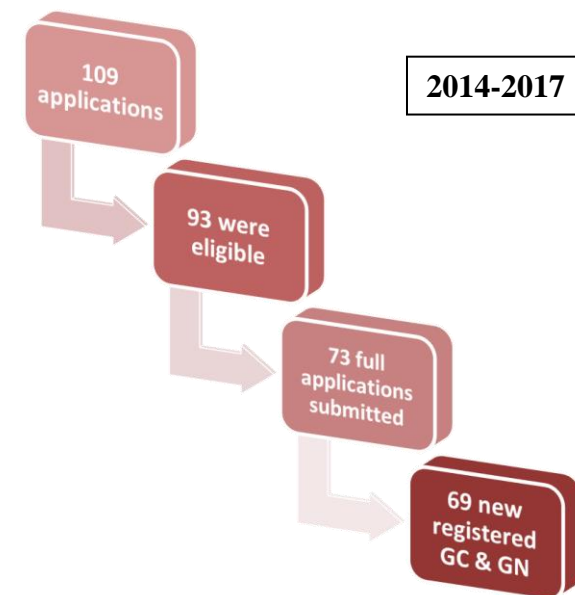 109
applications
2014-2017
93 were
eligible
73 full
applications
submitted
69 new
registered
GC & GN